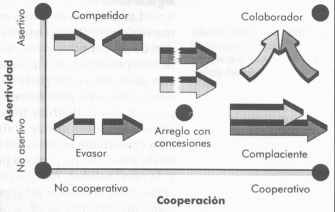 Competidor
Colaborador
Asertivo
Asertividad
No asertivo
Evasor
Arreglo con
concesiones
Complaciente
No cooperativo
Cooperativo
Cooperación